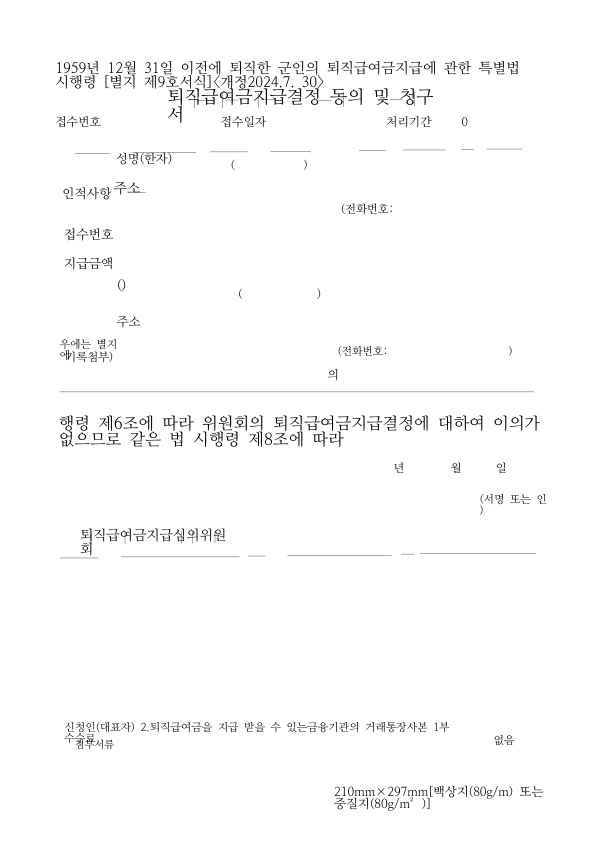 1959년 12월 31일 이전에 퇴직한 군인의 퇴직급여금지급에 관한 특별법
시행령 [별지 제9호서식]<개정2024.7. 30>
퇴직급여금지급결정 동의 및 청구
서
접수번호 접수일자 처리기간 0
성명(한자) ( )
인적사항 주소
(전화번호:
접수번호
지급금액
()
( )
주소
우에는 별지
에
기록첨부)
(전화번호: )
의
행령 제6조에 따라 위원회의 퇴직급여금지급결정에 대하여 이의가
없으므로 같은 법 시행령 제8조에 따라
년 월 일
(서명 또는 인
)
퇴직급여금지급심의위원
회
신청인(대표자) 2.퇴직급여금을 지급 받을 수 있는금융기관의 거래통장사본 1부
수수료
첨부서류
없음
210mm×297mm[백상지(80g/m) 또는
중질지(80g/㎡ )]